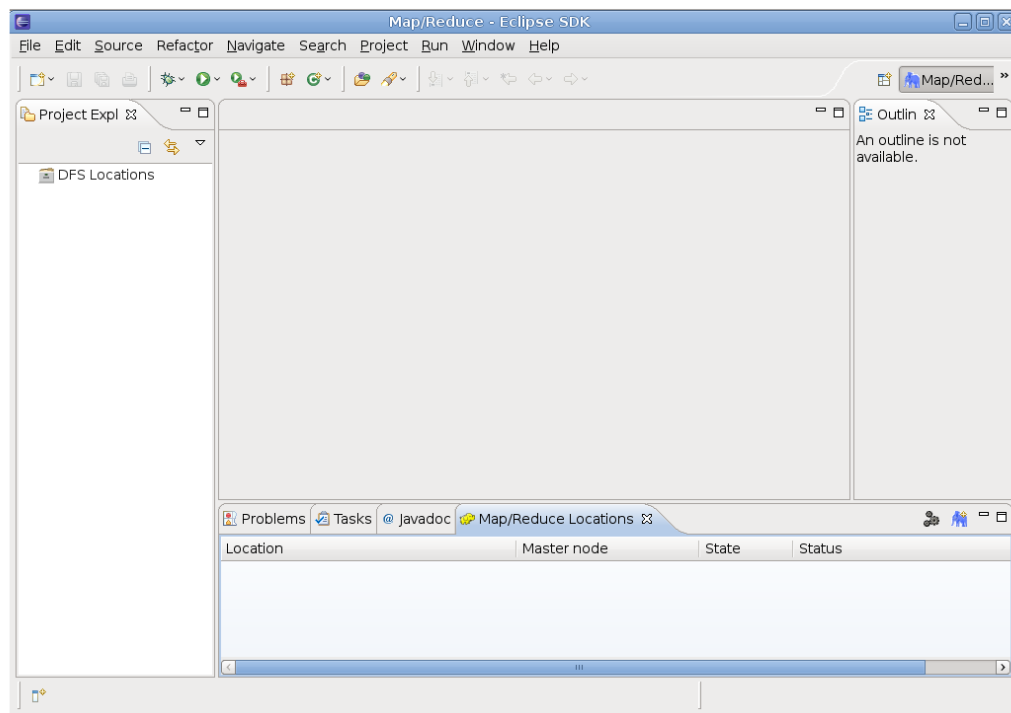 Map/Reduce - Eclipse SDK
File Edit Source Refactor Navigate Search Project Run Window Help
Map/Red... »
Project Expl
Outlin
An outline is not
available.
DFS Locations
Problems Tasks @ Javadoc Map/Reduce Locations
Location Master node State Status